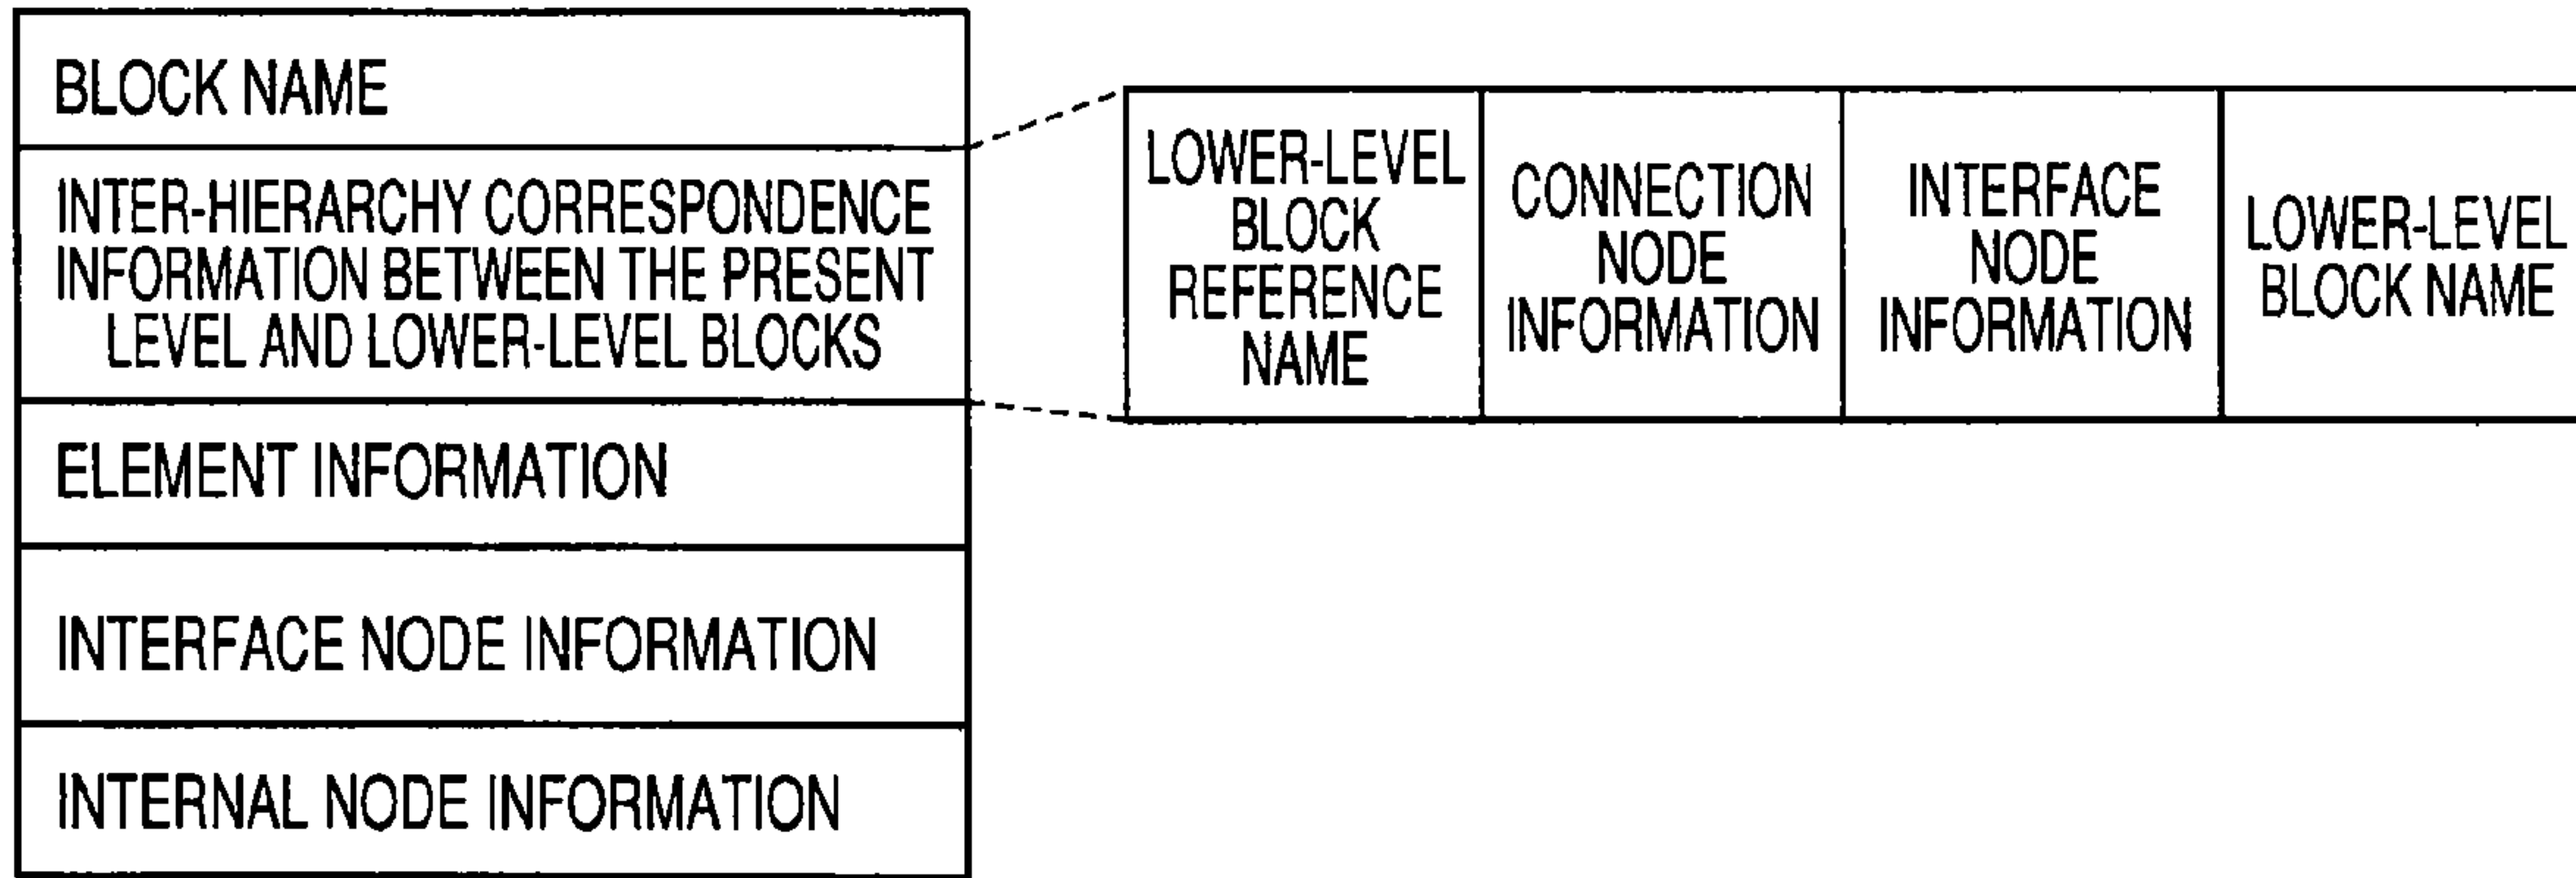 BLOCK NAME
INTER-HIERARCHY CORRESPONDENCE
INFORMATION BETWEEN THE PRESENT
LEVEL AND LOWER-LEVEL BLOCKS
ELEMENT INFORMATION
INTERFACE NODE INFORMATION
INTERNAL NODE INFORMATION
LOWER-LEVEL
BLOCK
REFERENCE
NAME
CONNECTION
NODE
INFORMATION
INTERFACE
NODE
INFORMATION
LOWER-LEVEL
BLOCK NAME